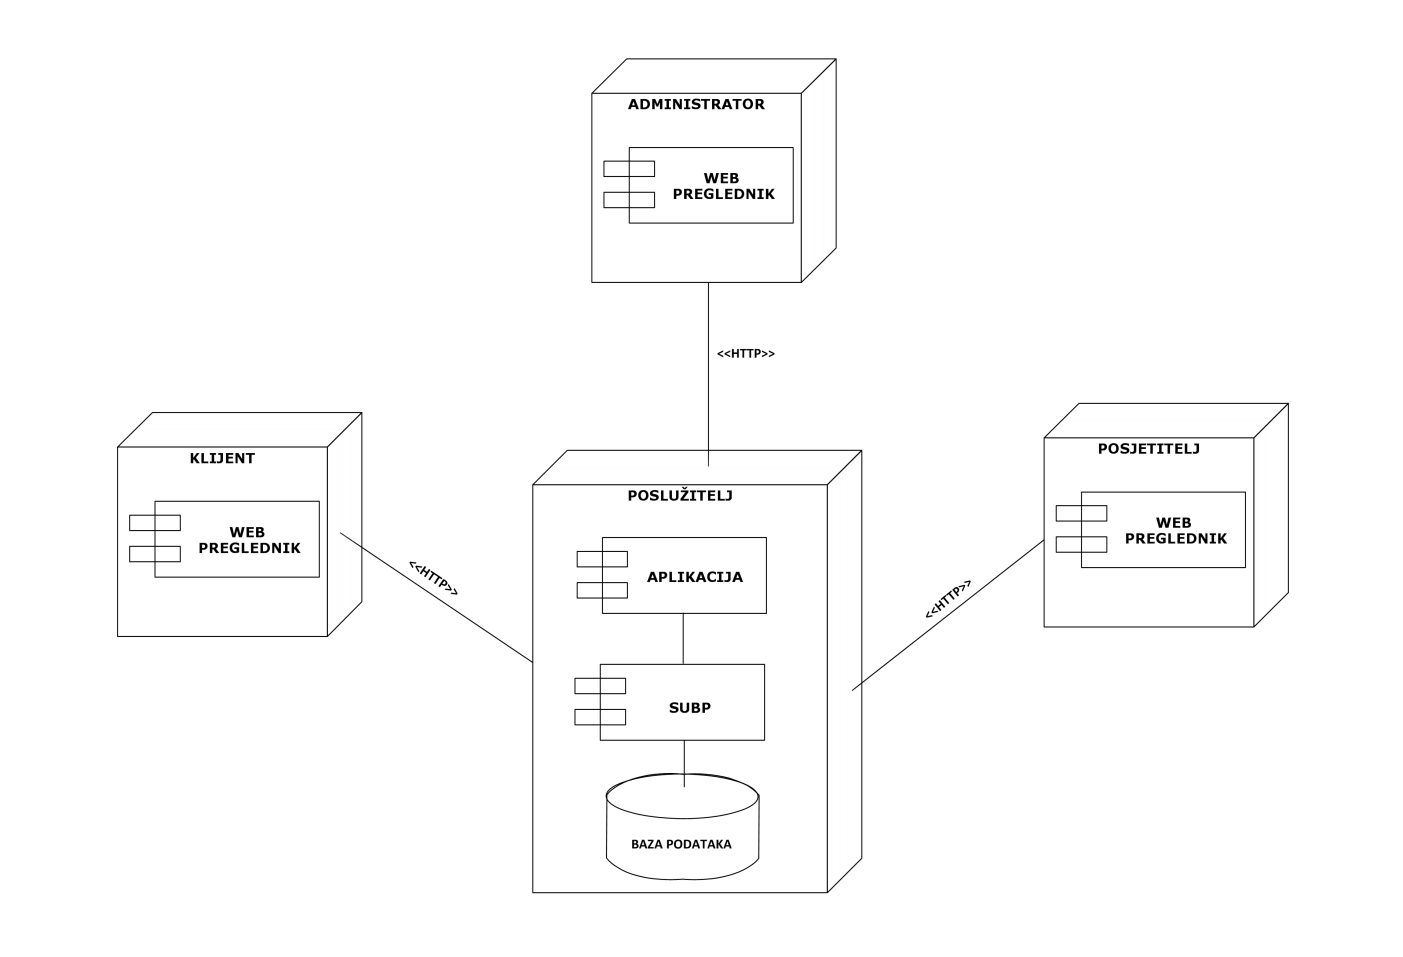 ADMINISTRATOR
WEB
PREGLEDNIK
<<HTTP>>
KLIJENT
WEB
PREGLEDNIK
<<HTTP>>
POSLUŽITELJ
APLIKACIJA
SUBP
BAZA PODATAKA
<<HTTP>>
POSJETITELJ
WEB
PREGLEDNIK